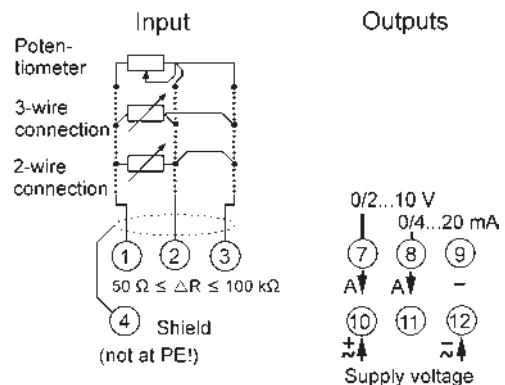 Input
Outputs
Poten-
tiometer
3-wire
connection
2-wire
connection
0/2...10 V
0/4...20 mA
1 2 3
7 8 9
50 Ω ≤ △R ≤ 100 kΩ
A A –
4
Shield
10 11 12
(not at PE!)
+ ~ – ~
Supply voltage